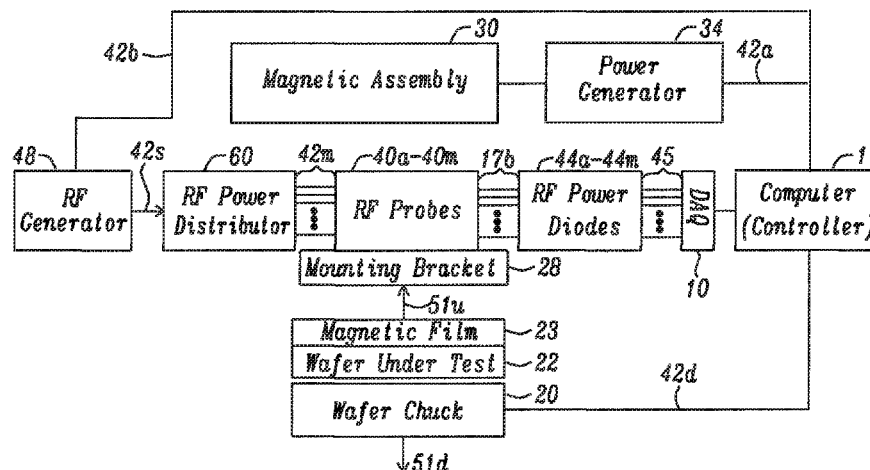 30
34
42b
42a
Magnetic Assembly
Power
Generator
48
42s
60
42m
40a-40m
17b
44a-44m
45
1
RF
Generator
RF Power
Distributor
RF Probes
RF Power
Diodes
DAQ
Computer
(Controller)
10
Mounting Bracket
28
51u
Magnetic Film
23
Wafer Under Test
22
20
42d
Wafer Chuck
51d